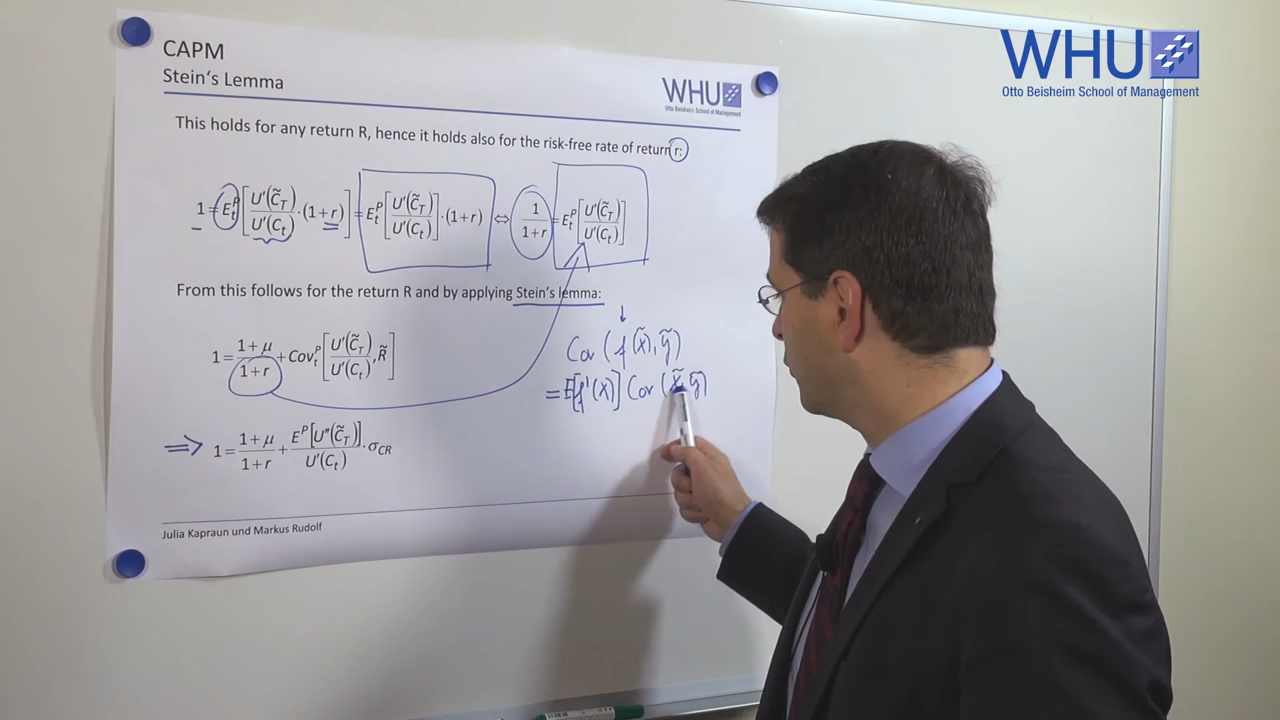 WHU
Otto Beisheim School of Management
CAPM
Stein's Lemma
WHU
Otto Beisheim School of Management
This holds for any return R, hence it holds also for the risk-free rate of return r:
1 = E_t^P [U'(C̃_T)/U'(C_t) · (1+r)] = E_t^P [U'(C̃_T)/U'(C_t)] · (1+r) ⇔ 1/(1+r) = E_t^P [U'(C̃_T)/U'(C_t)]
From this follows for the return R and by applying Stein's lemma:
Cov (f(x̃), ỹ)
1 = (1+μ)/(1+r) + Cov_t^P [U'(C̃_T)/U'(C_t), R̃]
= E[f'(x)] Cov (x̃, ỹ)
⇒ 1 = (1+μ)/(1+r) + E^P[U''(C̃_T)]/U'(C_t) · σ_CR
Julia Kapraun und Markus Rudolf